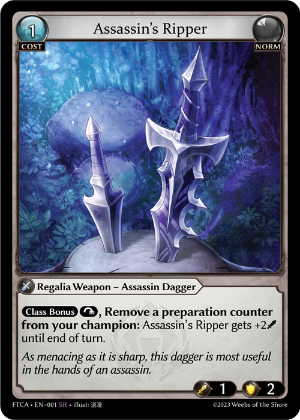 1
Assassin's Ripper
COST
NORM
Regalia Weapon – Assassin Dagger
Class Bonus , Remove a preparation counter
from your champion: Assassin's Ripper gets +2
until end of turn.
As menacing as it is sharp, this dagger is most useful
in the hands of an assassin.
1
2
FTCA • EN-001 SR • illust:
©2023 Weebs of the Shore